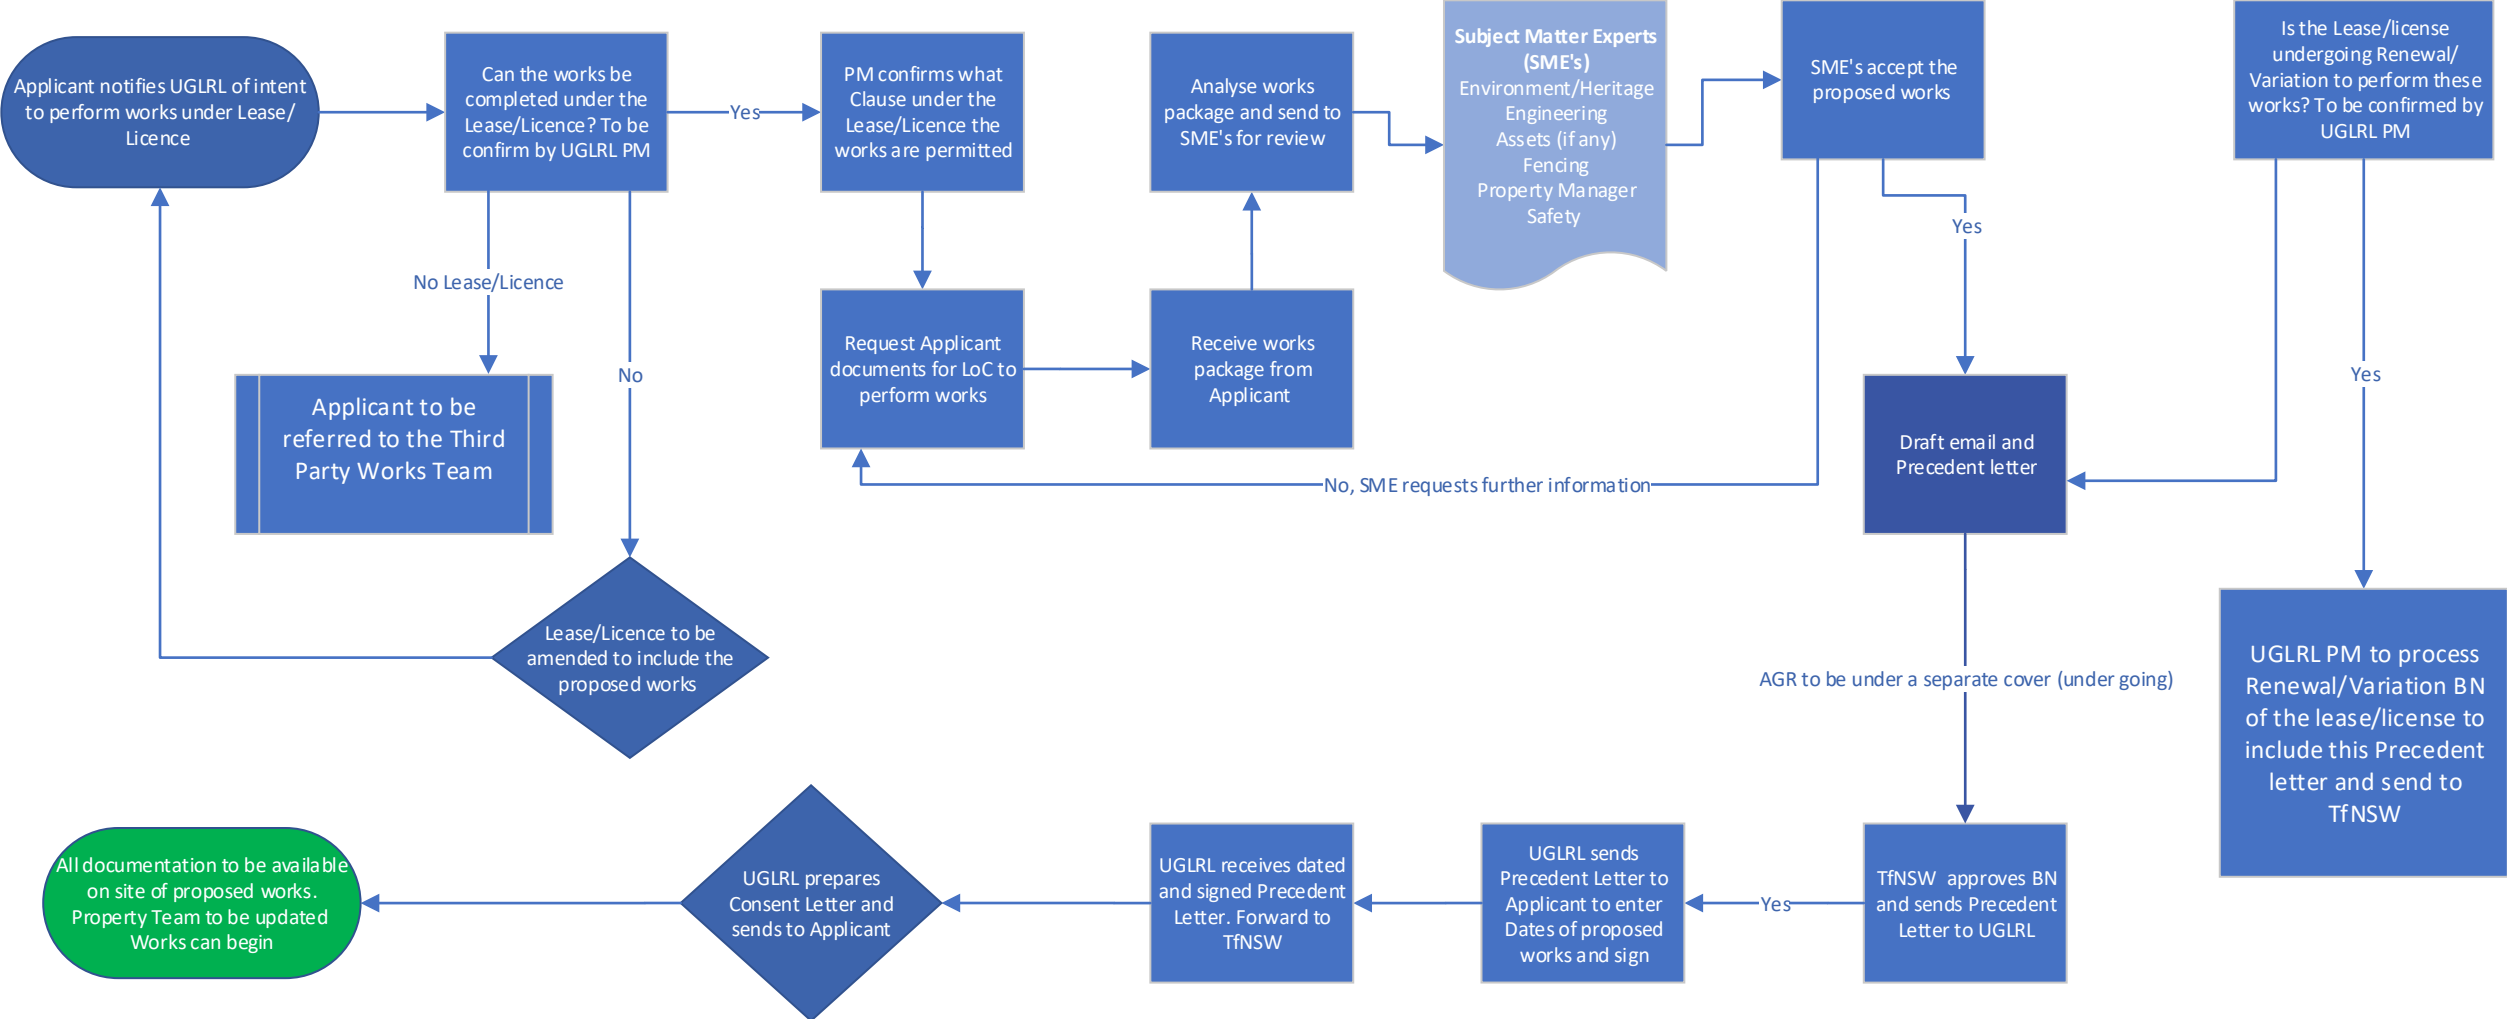 Applicant notifies UGLRL of intent
to perform works under Lease/
Licence
Can the works be
completed under the
Lease/Licence? To be
confirm by UGLRL PM
Yes
PM confirms what
Clause under the
Lease/Licence the
works are permitted
Analyse works
package and send to
SME's for review
Subject Matter Experts
(SME's)
Environment/Heritage
Engineering
Assets (if any)
Fencing
Property Manager
Safety
SME's accept the
proposed works
Is the Lease/license
undergoing Renewal/
Variation to perform these
works? To be confirmed by
UGLRL PM
No Lease/Licence
No
Yes
Yes
Applicant to be
referred to the Third
Party Works Team
Request Applicant
documents for LoC to
perform works
Receive works
package from
Applicant
No, SME requests further information
Draft email and
Precedent letter
Lease/Licence to be
amended to include the
proposed works
AGR to be under a separate cover (under going)
UGLRL PM to process
Renewal/Variation BN
of the lease/license to
include this Precedent
letter and send to
TfNSW
TfNSW approves BN
and sends Precedent
Letter to UGLRL
Yes
UGLRL sends
Precedent Letter to
Applicant to enter
Dates of proposed
works and sign
UGLRL receives dated
and signed Precedent
Letter. Forward to
TfNSW
UGLRL prepares
Consent Letter and
sends to Applicant
All documentation to be available
on site of proposed works.
Property Team to be updated
Works can begin